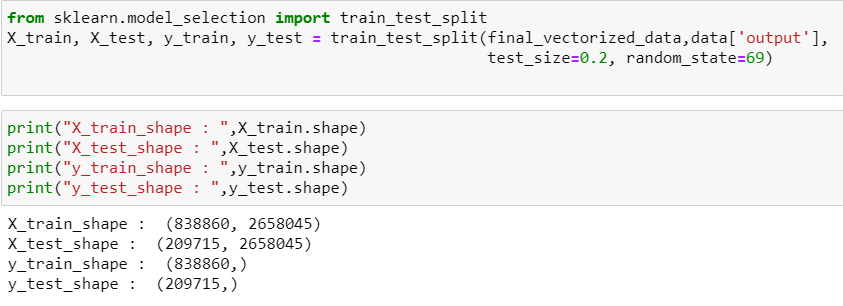 from sklearn.model_selection import train_test_split
X_train, X_test, y_train, y_test = train_test_split(final_vectorized_data,data['output'],
test_size=0.2, random_state=69)
print("X_train_shape : ",X_train.shape)
print("X_test_shape : ",X_test.shape)
print("y_train_shape : ",y_train.shape)
print("y_test_shape : ",y_test.shape)
X_train_shape :  (838860, 2658045)
X_test_shape :  (209715, 2658045)
y_train_shape :  (838860,)
y_test_shape :  (209715,)